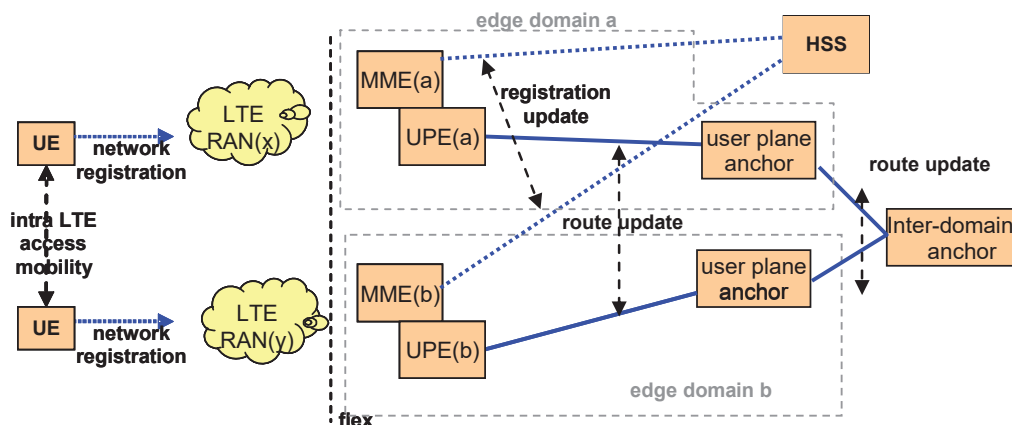 edge domain a
HSS
MME(a)
registration
update
LTE
RAN(x)
UE
network
registration
UPE(a)
user plane
anchor
route update
intra LTE
access
mobility
route update
Inter-domain
anchor
MME(b)
user plane
anchor
LTE
RAN(y)
UE
network
registration
UPE(b)
edge domain b
flex